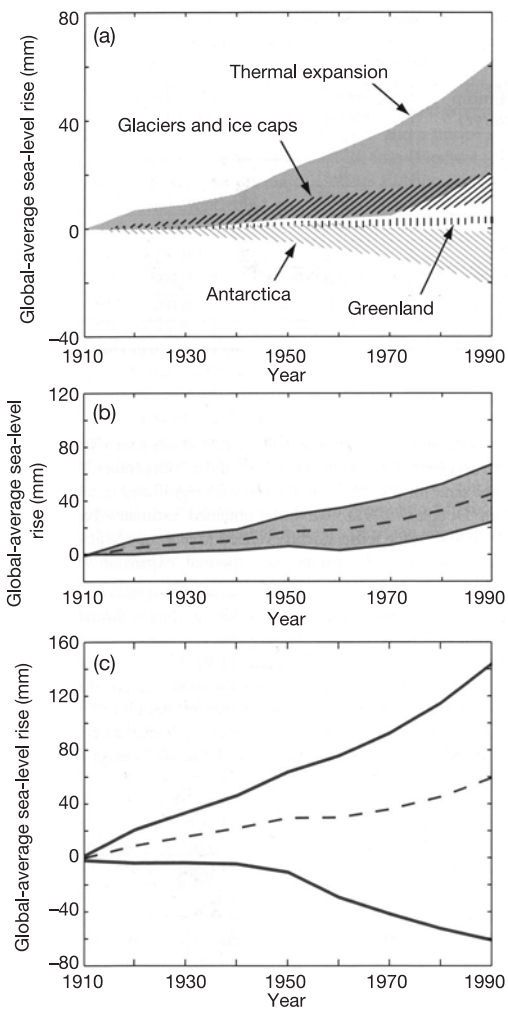 (a)
Global-average sea-level rise (mm)
80
40
0
−40
Thermal expansion
Glaciers and ice caps
Antarctica
Greenland
1910 1930 1950 1970 1990
Year
(b)
Global-average sea-level
rise (mm)
120
80
40
0
1910 1930 1950 1970 1990
Year
(c)
Global-average sea-level rise (mm)
160
120
80
40
0
−40
−80
1910 1930 1950 1970 1990
Year